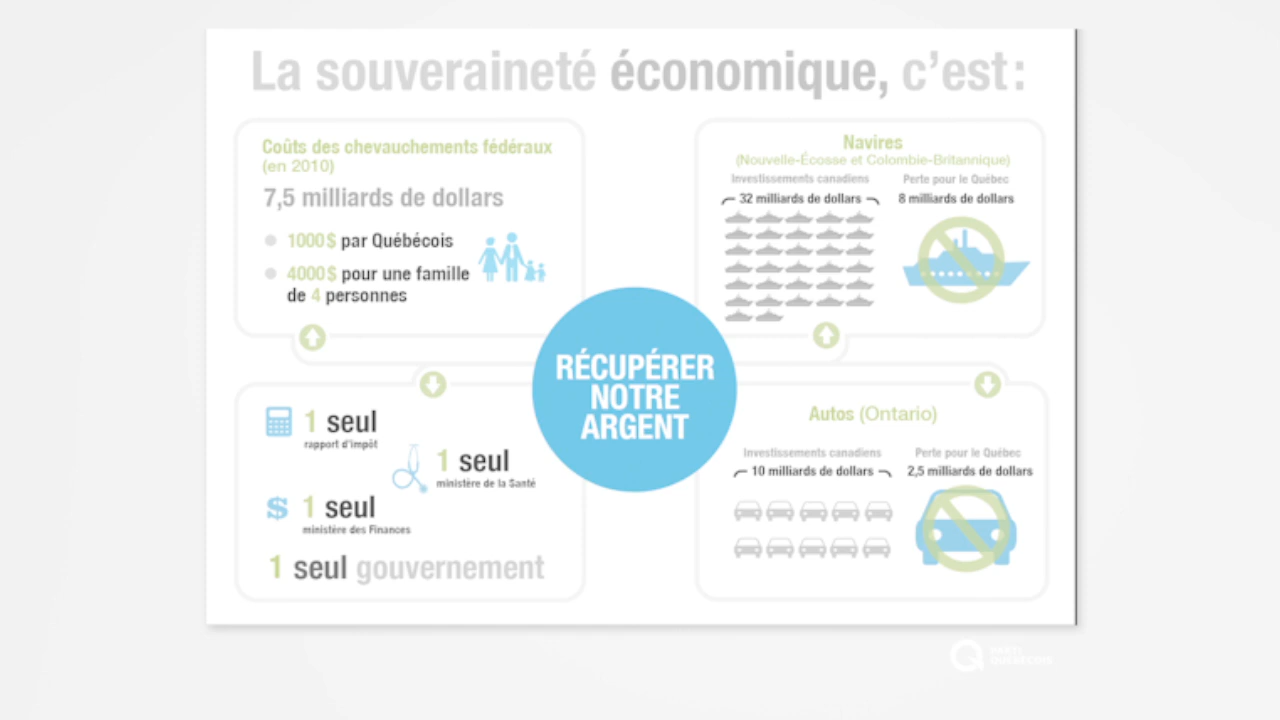 La souveraineté économique, c'est :
Coûts des chevauchements fédéraux
(en 2010)
7,5 milliards de dollars
1000 $ par Québécois
4000 $ pour une famille
de 4 personnes
Navires
(Nouvelle-Écosse et Colombie-Britannique)
Investissements canadiens
32 milliards de dollars
Perte pour le Québec
8 milliards de dollars
RÉCUPÉRER
NOTRE
ARGENT
1 seul
rapport d'impôt
1 seul
ministère de la Santé
1 seul
ministère des Finances
1 seul gouvernement
Autos (Ontario)
Investissements canadiens
10 milliards de dollars
Perte pour le Québec
2,5 milliards de dollars
PARTI
QUÉBÉCOIS